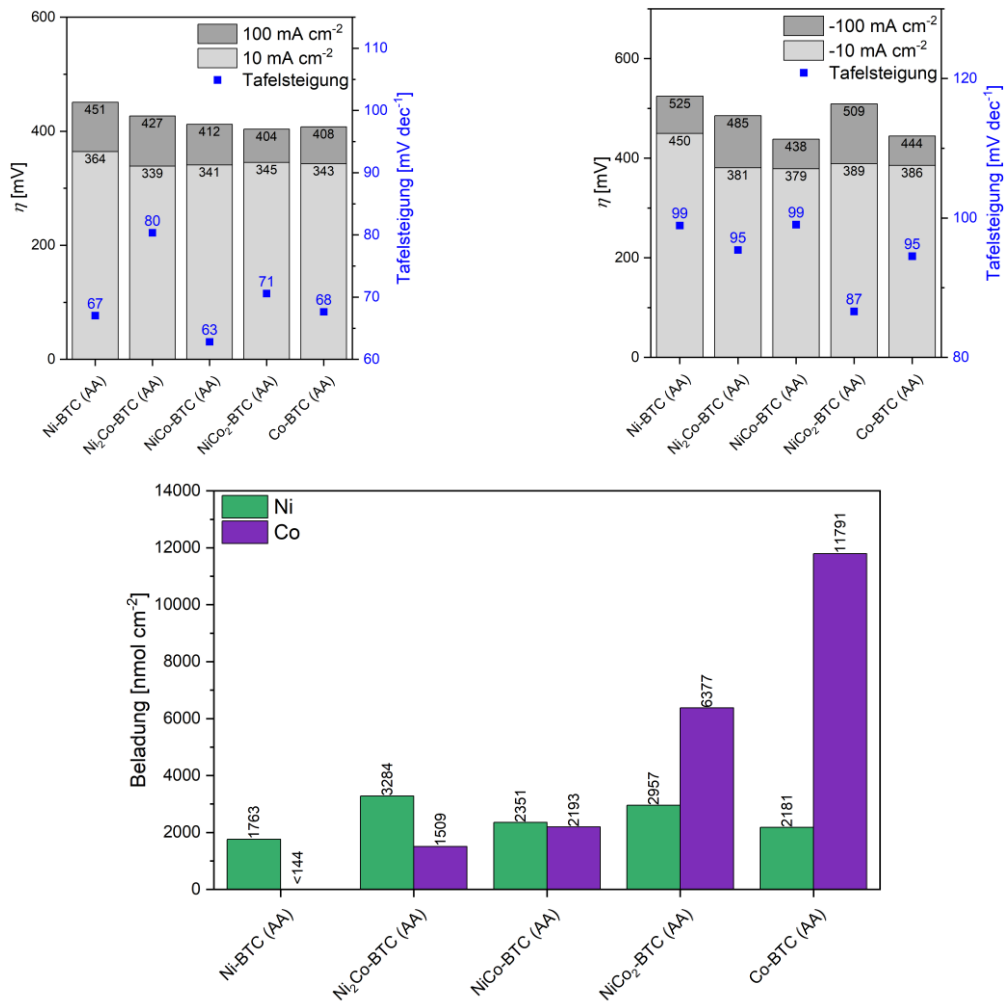 600
400
200
0
η [mV]
100 mA cm⁻²
10 mA cm⁻²
Tafelsteigung
451
427
412
404
408
364
339
341
345
343
67
80
63
71
68
110
100
90
80
70
60
Tafelsteigung [mV dec⁻¹]
Ni-BTC (AA)
Ni₂Co-BTC (AA)
NiCo-BTC (AA)
NiCo₂-BTC (AA)
Co-BTC (AA)
600
400
200
0
η [mV]
-100 mA cm⁻²
-10 mA cm⁻²
Tafelsteigung
525
485
438
509
444
450
381
379
389
386
99
95
99
87
95
120
100
80
Tafelsteigung [mV dec⁻¹]
Ni-BTC (AA)
Ni₂Co-BTC (AA)
NiCo-BTC (AA)
NiCo₂-BTC (AA)
Co-BTC (AA)
14000
12000
10000
8000
6000
4000
2000
0
Beladung [nmol cm⁻²]
Ni
Co
1763
<144
3284
1509
2351
2193
2957
6377
2181
11791
Ni-BTC (AA)
Ni₂Co-BTC (AA)
NiCo-BTC (AA)
NiCo₂-BTC (AA)
Co-BTC (AA)